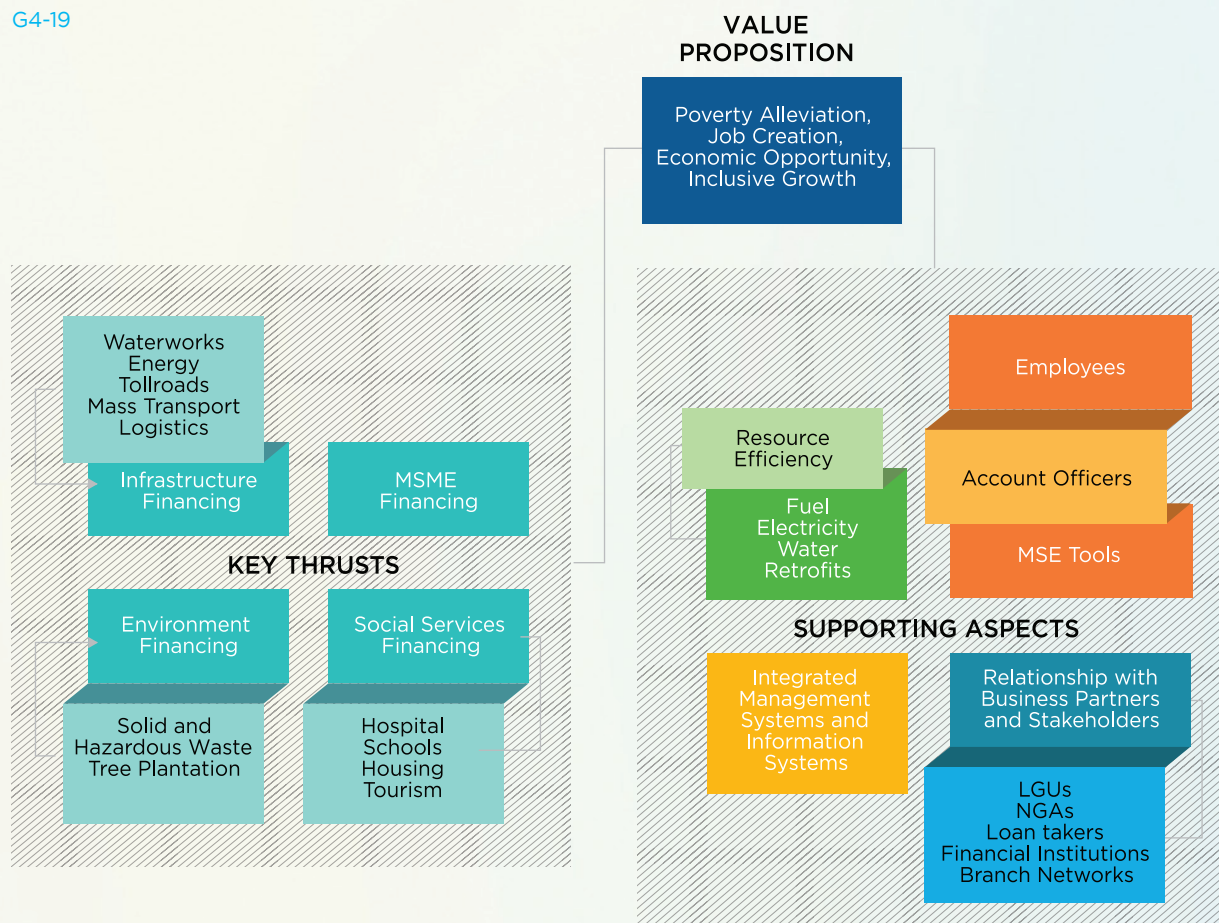 G4-19
VALUE
PROPOSITION
Poverty Alleviation,
Job Creation,
Economic Opportunity,
Inclusive Growth
Waterworks
Energy
Tollroads
Mass Transport
Logistics
Infrastructure
Financing
MSME
Financing
KEY THRUSTS
Environment
Financing
Social Services
Financing
Solid and
Hazardous Waste
Tree Plantation
Hospital
Schools
Housing
Tourism
Employees
Resource
Efficiency
Account Officers
Fuel
Electricity
Water
Retrofits
MSE Tools
SUPPORTING ASPECTS
Integrated
Management
Systems and
Information
Systems
Relationship with
Business Partners
and Stakeholders
LGUs
NGAs
Loan takers
Financial Institutions
Branch Networks